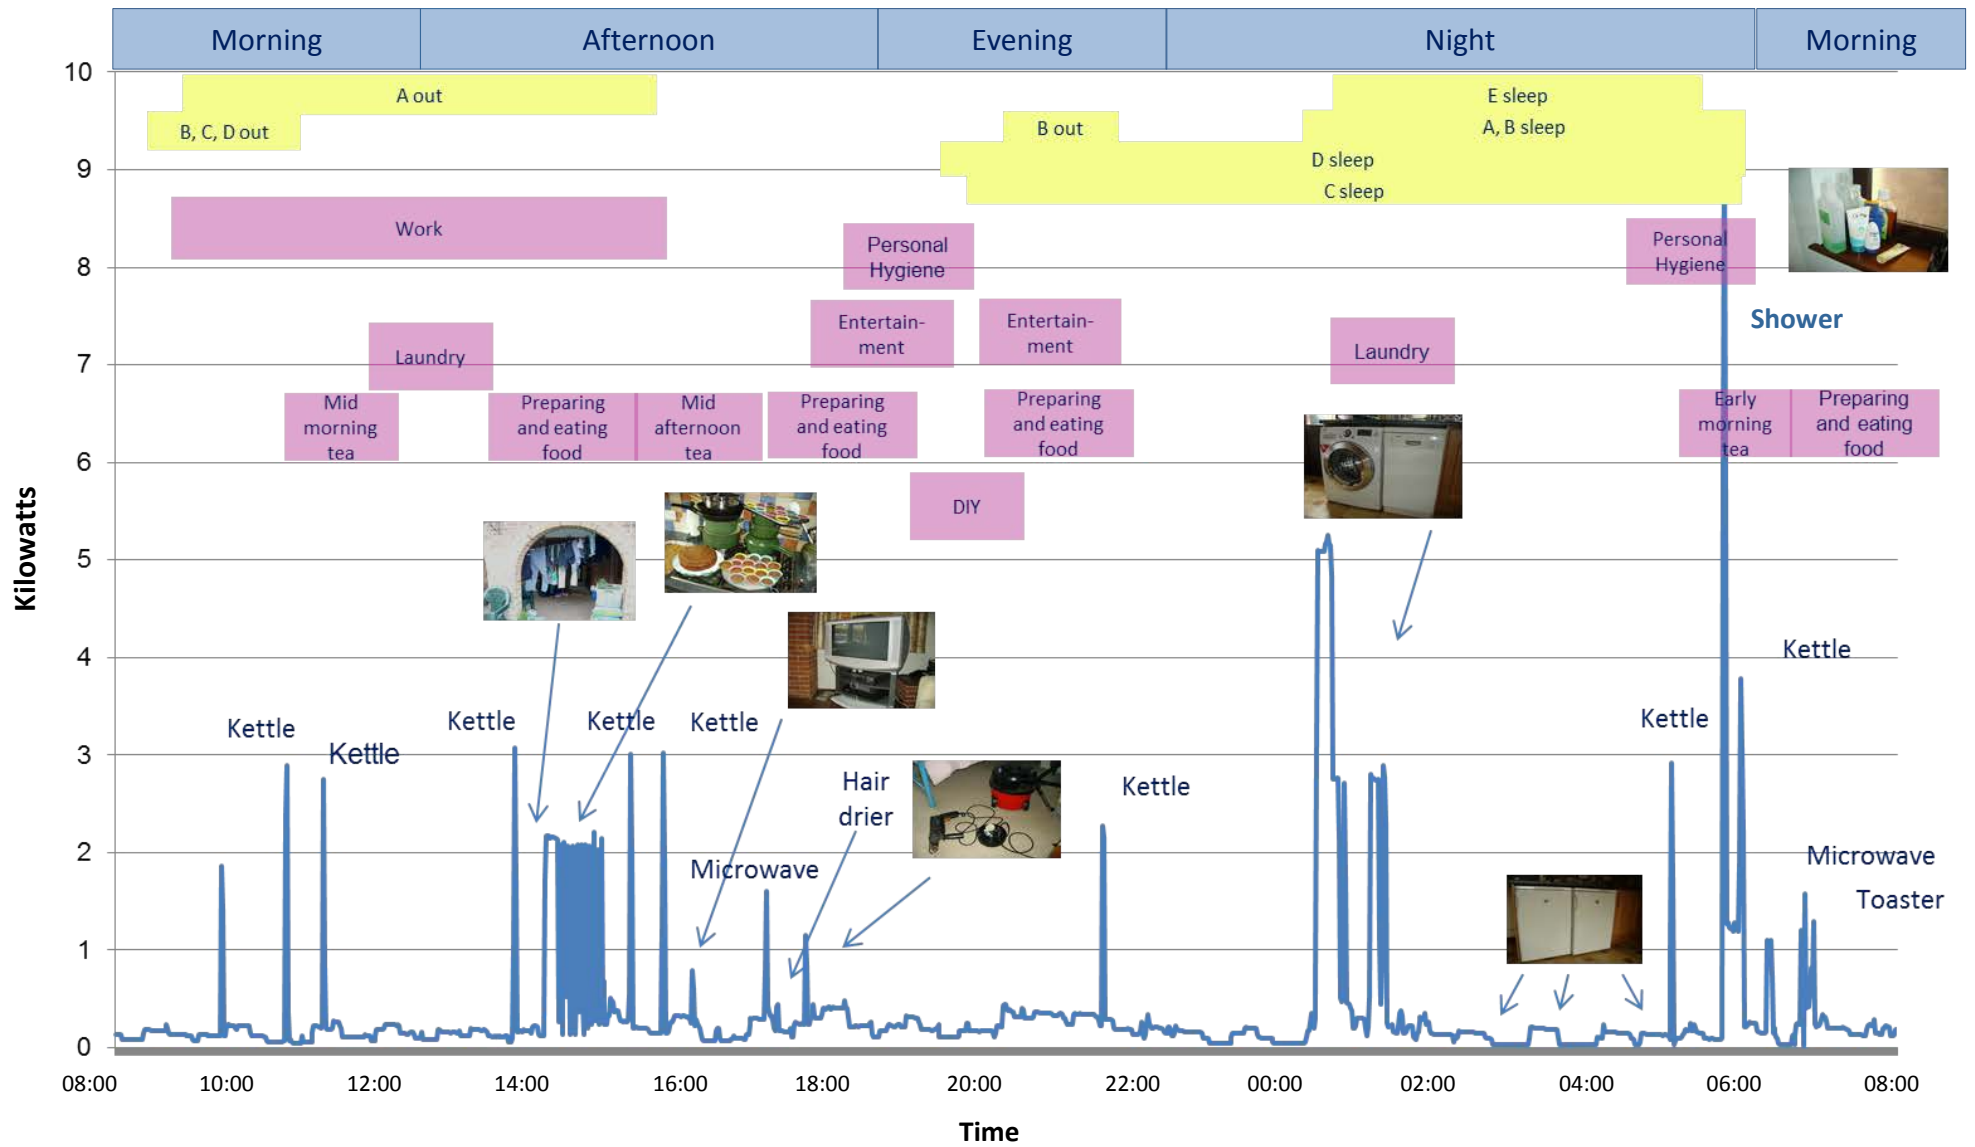 Morning
Afternoon
Evening
Night
Morning
10
9
8
7
6
5
4
3
2
1
0
Kilowatts
A out
B, C, D out
B out
E sleep
A, B sleep
D sleep
C sleep
Work
Personal
Hygiene
Personal
Hygiene
Shower
Entertain-
ment
Entertain-
ment
Laundry
Laundry
Mid
morning
tea
Preparing
and eating
food
Mid
afternoon
tea
Preparing
and eating
food
Preparing
and eating
food
Early
morning
tea
Preparing
and eating
food
DIY
Kettle
Kettle
Kettle
Kettle
Kettle
Hair
drier
Microwave
Kettle
Kettle
Kettle
Microwave
Toaster
08:00
10:00
12:00
14:00
16:00
18:00
20:00
22:00
00:00
02:00
04:00
06:00
08:00
Time